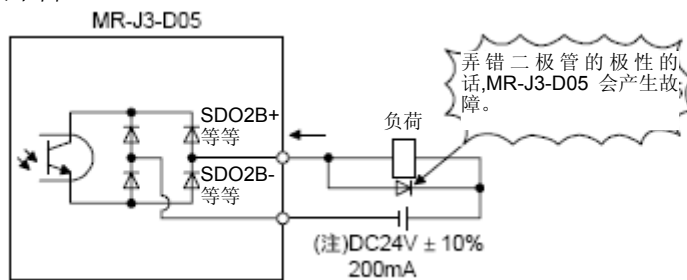 MR-J3-D05
弄错二极管的极性的
话,MR-J3-D05 会产生故
障。
SDO2B+
等等
负荷
SDO2B-
等等
(注)DC24V ± 10%
200mA